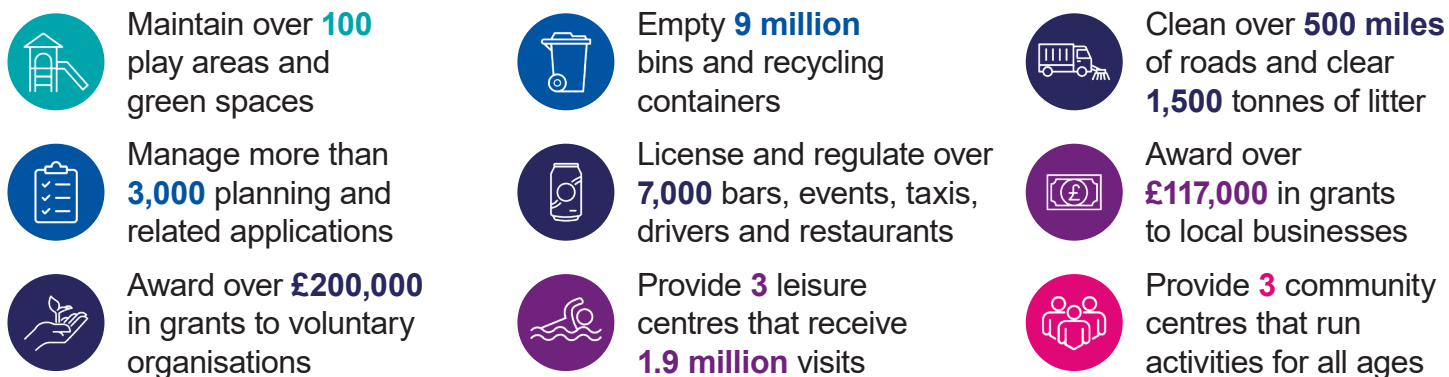 Maintain over 100
play areas and
green spaces
Empty 9 million
bins and recycling
containers
Clean over 500 miles
of roads and clear
1,500 tonnes of litter
Manage more than
3,000 planning and
related applications
License and regulate over
7,000 bars, events, taxis,
drivers and restaurants
Award over
£117,000 in grants
to local businesses
Award over £200,000
in grants to voluntary
organisations
Provide 3 leisure
centres that receive
1.9 million visits
Provide 3 community
centres that run
activities for all ages